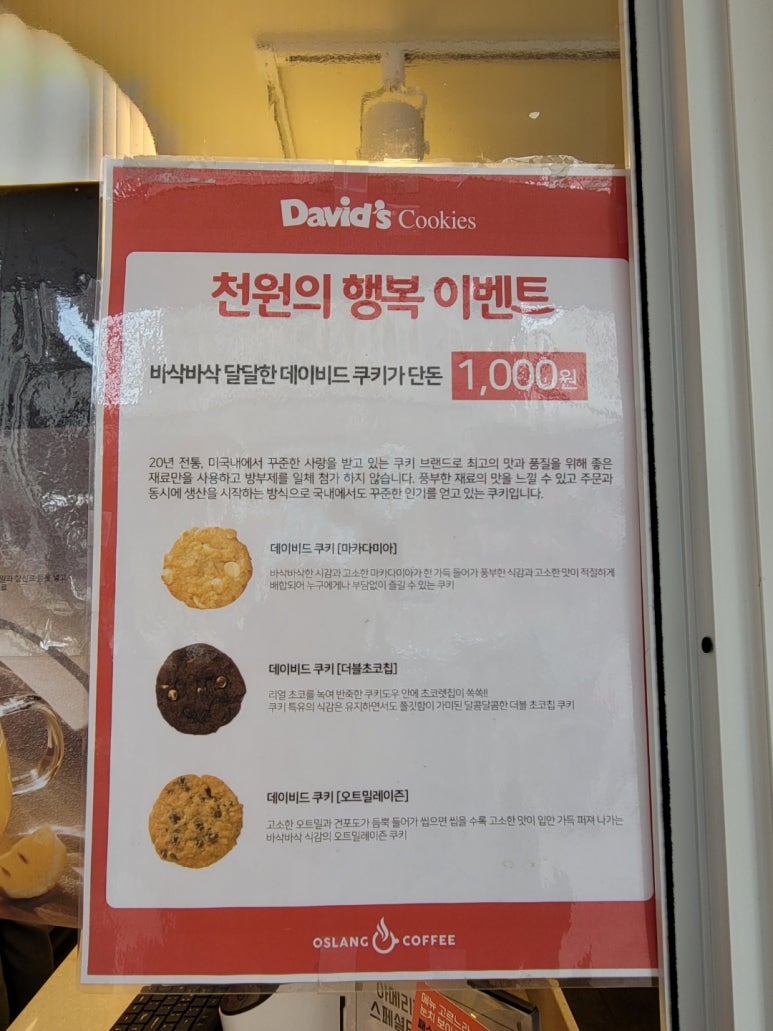 David's Cookies
천원의 행복 이벤트
바삭바삭 달달한 데이비드 쿠키가 단돈 1,000원
20년 전통, 미국내에서 꾸준한 사랑을 받고 있는 쿠키 브랜드로 최고의 맛과 품질을 위해 좋은
재료만을 사용하고 방부제를 일체 첨가 하지 않습니다. 풍부한 재료의 맛을 느낄 수 있고 주문과
동시에 생산을 시작하는 방식으로 국내에서도 꾸준한 인기를 얻고 있는 쿠키입니다.
데이비드 쿠키 [마카다미아]
바삭바삭한 시감과 고소한 마카다미아가 한 가득 들어가 풍부한 식감과 고소한 맛이 적절하게
배합되어 누구에게나 부담없이 즐길 수 있는 쿠키
데이비드 쿠키 [더블초코칩]
리얼 초코를 녹여 반죽한 쿠키도우 안에 초코렛칩이 쏙쏙!!
쿠키 특유의 식감은 유지하면서도 쫄깃함이 가미된 달콤달콤한 더블 초코칩 쿠키
데이비드 쿠키 [오트밀레이즌]
고소한 오트밀과 건포도가 듬뿍 들어가 씹으면 씹을 수록 고소한 맛이 입안 가득 퍼져 나가는
바삭바삭 식감의 오트밀레이즌 쿠키
OSLANG COFFEE
아메리
스페셜
메뉴 고르느라